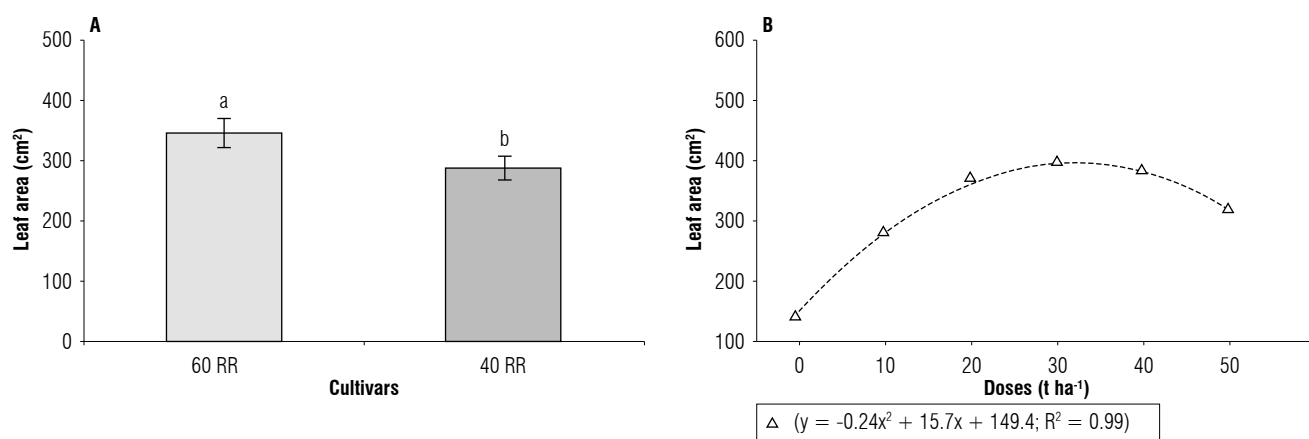 A
Leaf area (cm²)
500
400
300
200
100
0
a
b
60 RR
40 RR
Cultivars
B
Leaf area (cm²)
600
500
400
300
200
100
0
10
20
30
40
50
Doses (t ha⁻¹)
(y = -0.24x² + 15.7x + 149.4; R² = 0.99)